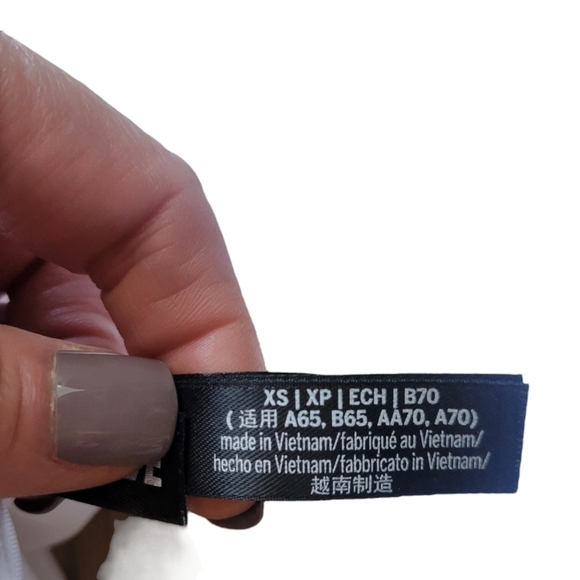 XS | XP | ECH | B70
( 适用 A65, B65, AA70, A70)
made in Vietnam/fabriqué au Vietnam/
hecho en Vietnam/fabbricato in Vietnam/
越南制造